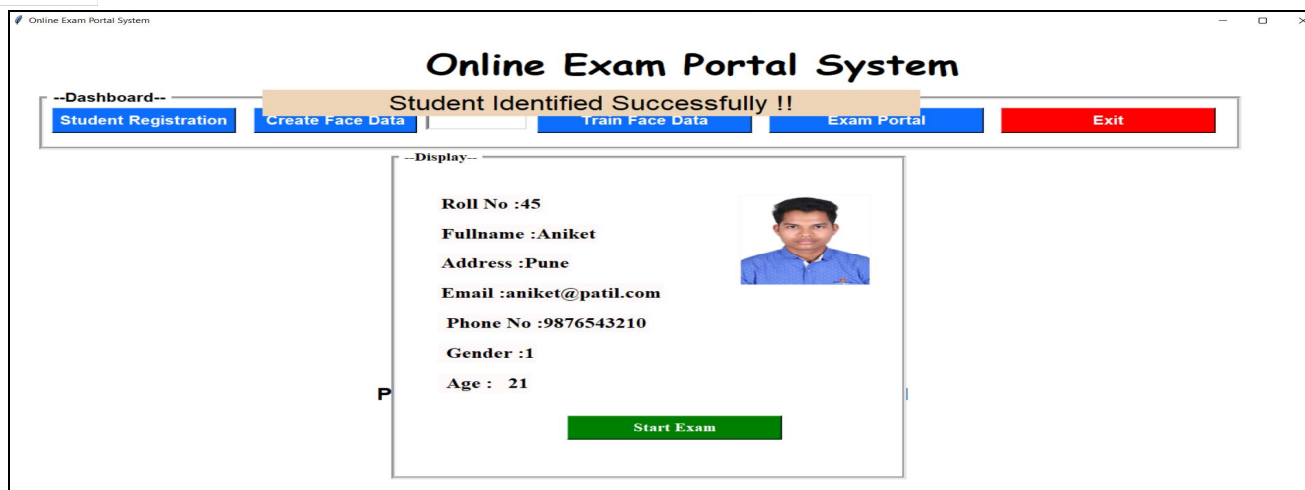 Online Exam Portal System
Online Exam Portal System
--Dashboard--
Student Identified Successfully !!
Student Registration Create Face Data Train Face Data Exam Portal Exit
--Display--
Roll No :45
Fullname :Aniket
Address :Pune
Email :aniket@patil.com
Phone No :9876543210
Gender :1
Age : 21
P
Start Exam